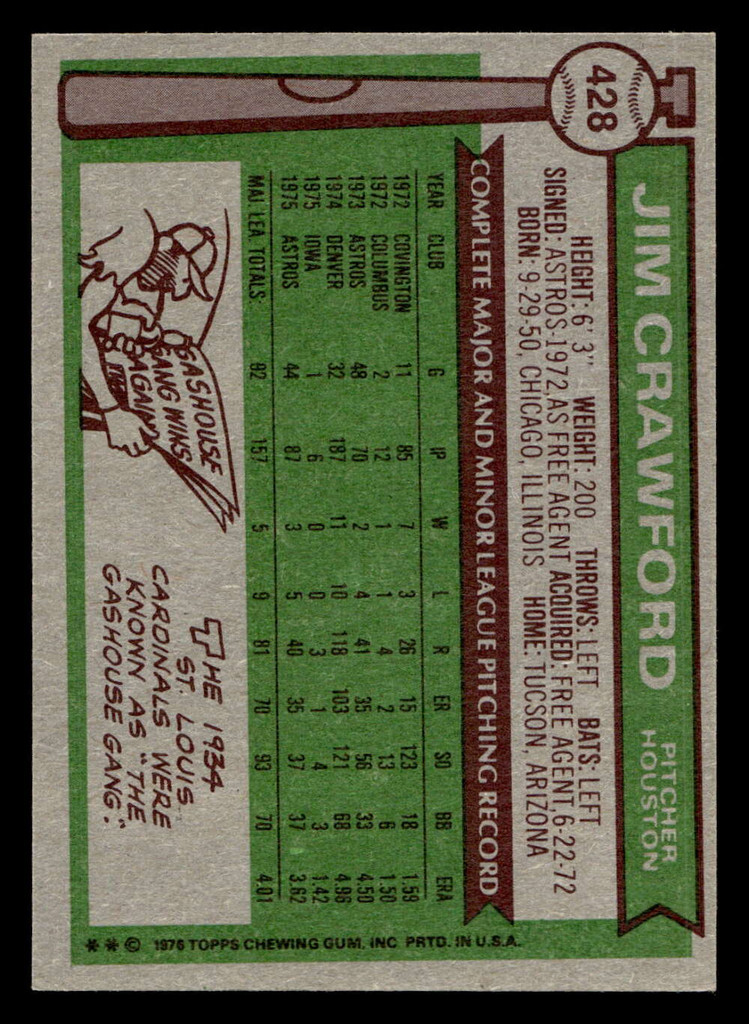 428
JIM CRAWFORD
PITCHER
HOUSTON
HEIGHT: 6' 3" WEIGHT: 200 THROWS: LEFT BATS: LEFT
SIGNED: ASTROS-1972 AS FREE AGENT ACQUIRED: FREE AGENT, 6-22-72
BORN: 9-29-50, CHICAGO, ILLINOIS HOME: TUCSON, ARIZONA
COMPLETE MAJOR AND MINOR LEAGUE PITCHING RECORD
YEAR CLUB G IP W L R ER SO BB ERA
1972 COVINGTON 11 85 7 3 26 15 123 18 1.59
1972 COLUMBUS 2 12 1 1 4 2 13 6 1.50
1973 ASTROS 48 70 2 4 41 35 56 33 4.50
1974 DENVER 32 187 11 10 118 103 121 68 4.96
1975 IOWA 1 6 0 0 3 1 4 3 1.42
1975 ASTROS 44 87 3 5 40 35 37 37 3.62
MAJ. LEA. TOTALS: 92 157 5 9 81 70 93 70 4.01
GASHOUSE
GANG WINS
AGAIN
THE 1934
ST. LOUIS
CARDINALS WERE
KNOWN AS "THE
GASHOUSE GANG."
** © 1976 TOPPS CHEWING GUM, INC. PRTD. IN U.S.A.